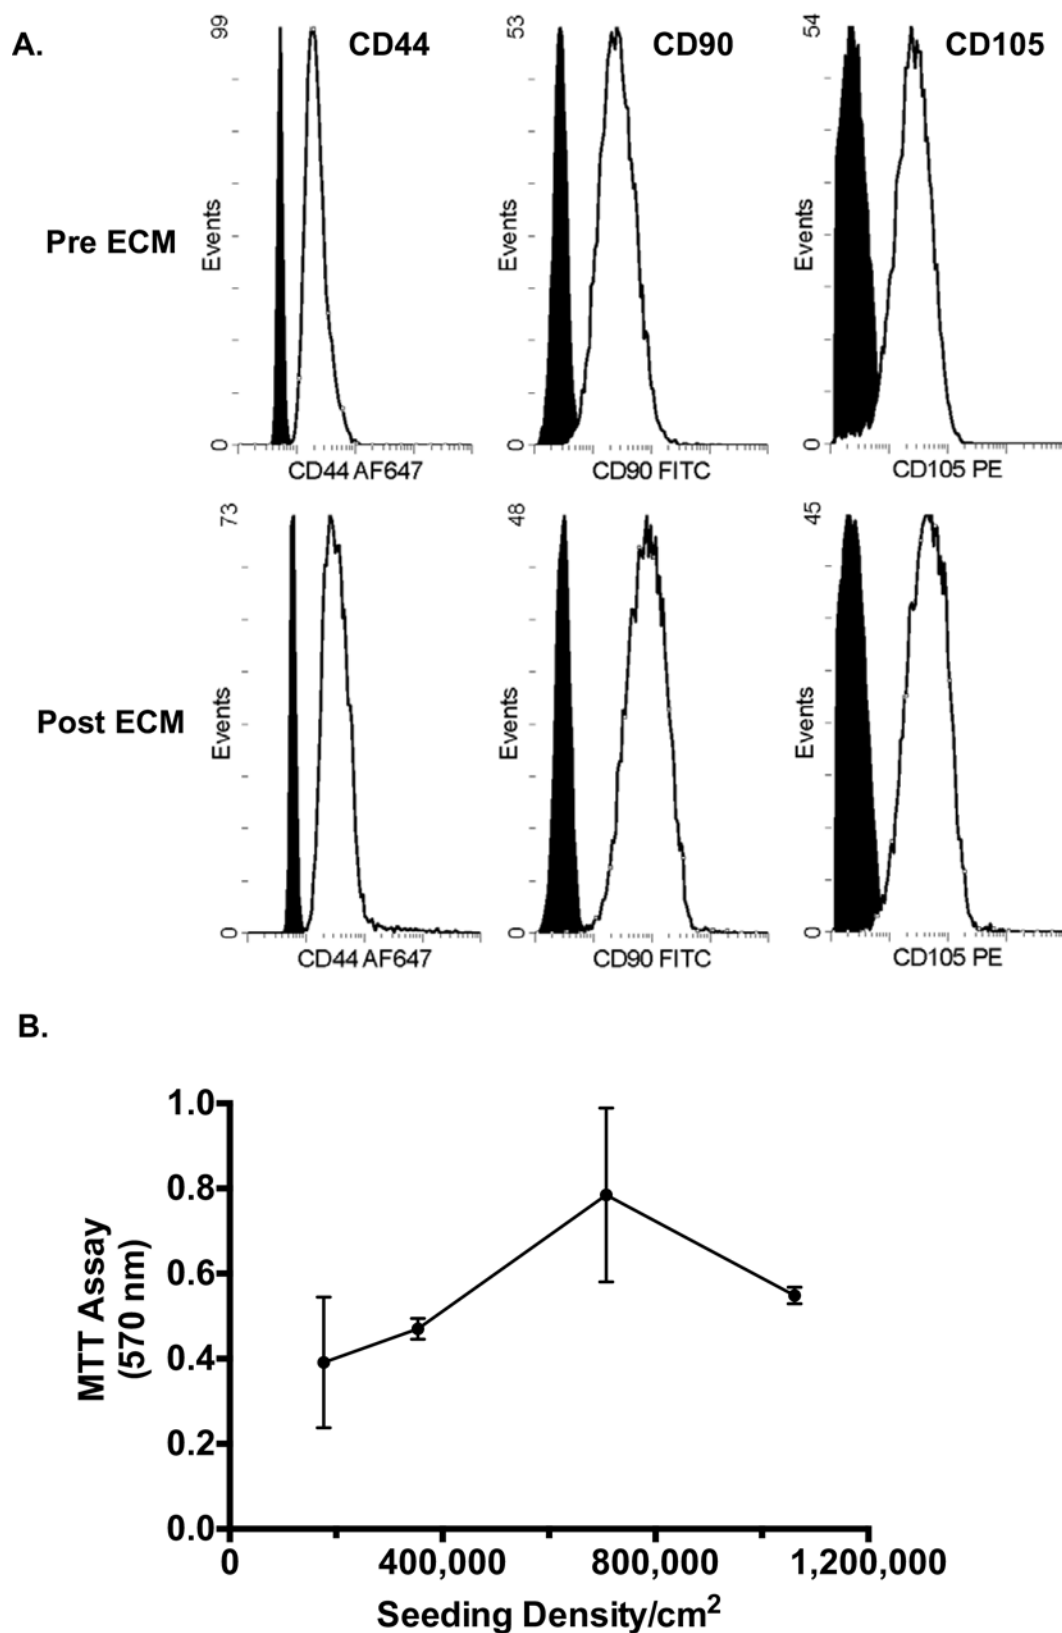 A.
CD44
CD90
CD105
Pre ECM
99
Events
0
CD44 AF647
53
Events
0
CD90 FITC
54
Events
0
CD105 PE
Post ECM
73
Events
0
CD44 AF647
48
Events
0
CD90 FITC
45
Events
0
CD105 PE
B.
MTT Assay
(570 nm)
1.0
0.8
0.6
0.4
0.2
0.0
0 400,000 800,000 1,200,000
Seeding Density/cm²